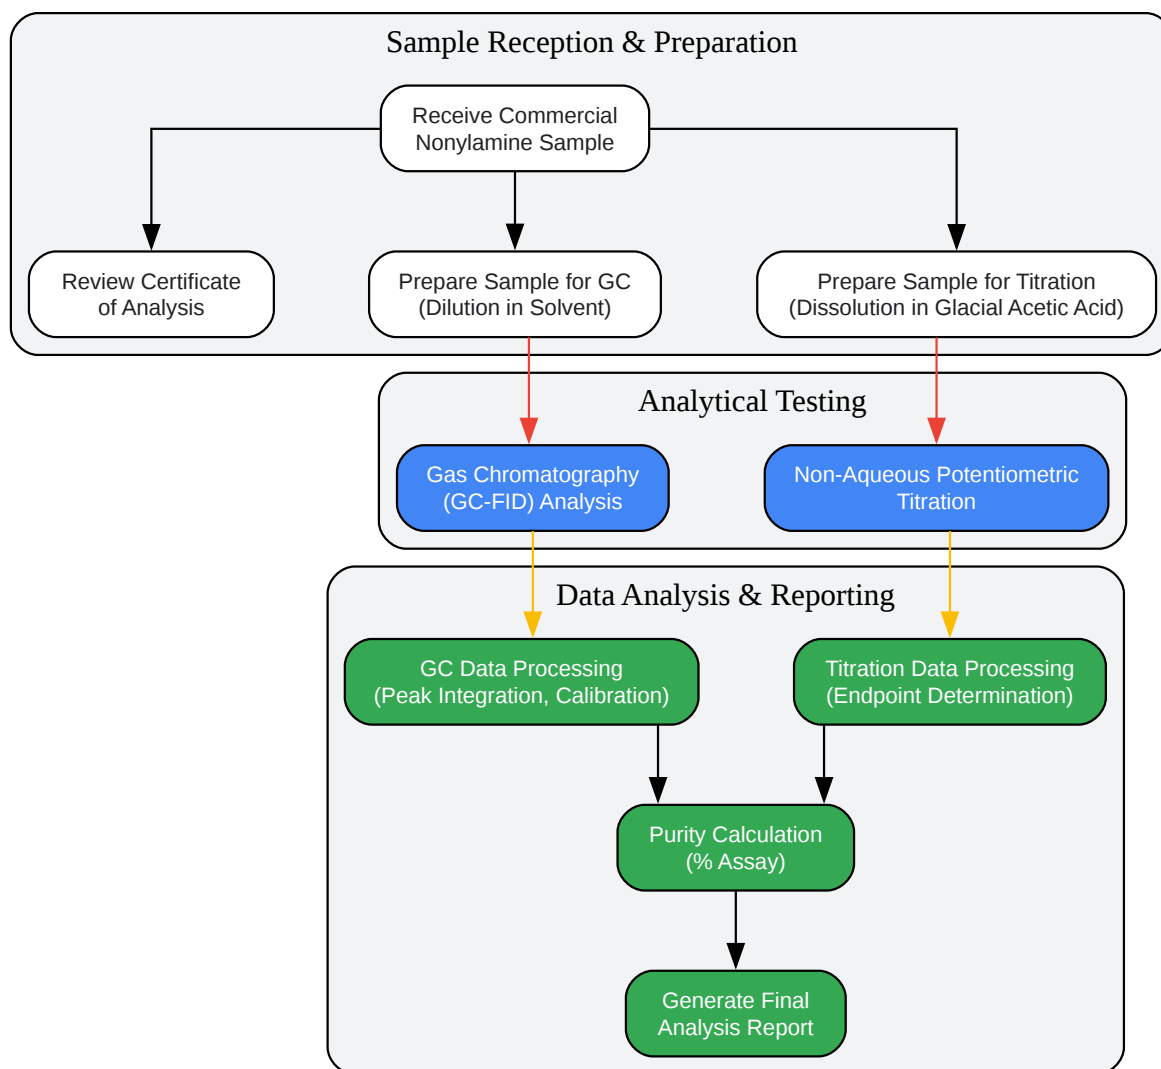 Sample Reception & Preparation
Receive Commercial
Nonylamine Sample
Review Certificate
of Analysis
Prepare Sample for GC
(Dilution in Solvent)
Prepare Sample for Titration
(Dissolution in Glacial Acetic Acid)
Analytical Testing
Gas Chromatography
(GC-FID) Analysis
Non-Aqueous Potentiometric
Titration
Data Analysis & Reporting
GC Data Processing
(Peak Integration, Calibration)
Titration Data Processing
(Endpoint Determination)
Purity Calculation
(% Assay)
Generate Final
Analysis Report